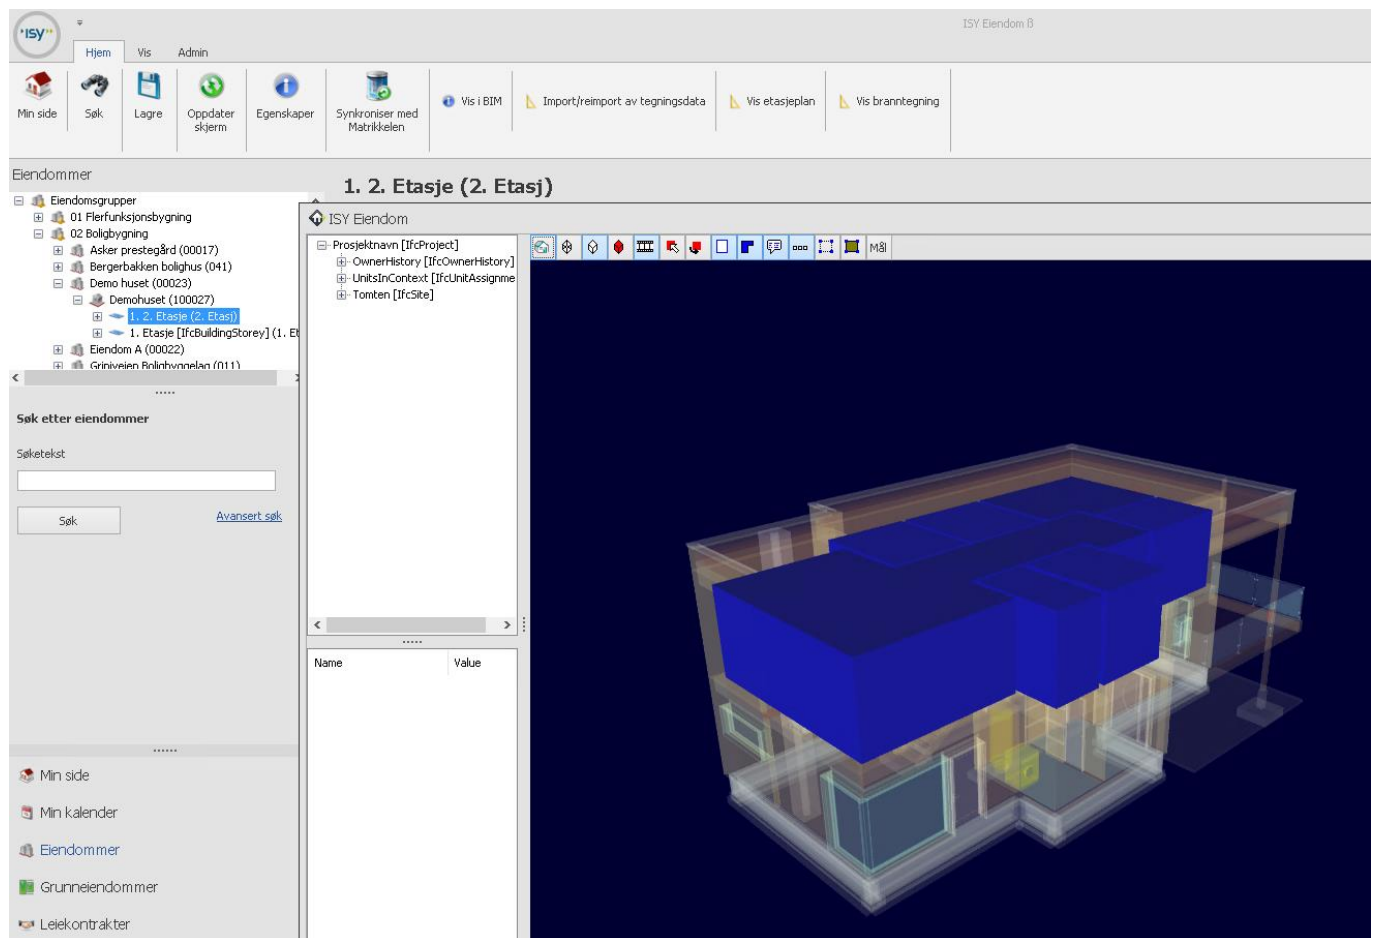 ISY Eiendom ß
ISY
Hjem Vis Admin
Min side
Søk
Lagre
Oppdater
skjerm
Egenskaper
Synkroniser med
Matrikkelen
Vis i BIM
Import/reimport av tegningsdata
Vis etasjeplan
Vis branntegning
Eiendommer
Eiendomsgrupper
01 Flerfunksjonsbygning
02 Boligbygning
Asker prestegård (00017)
Bergerbakken bolighus (041)
Demo huset (00023)
Demohuset (100027)
1. 2. Etasje (2. Etasj)
1. Etasje [IfcBuildingStorey] (1. Et
Eiendom A (00022)
Griniveien Boligbyggelag (011)
Søk etter eiendommer
Søketekst
Søk
Avansert søk
Min side
Min kalender
Eiendommer
Grunneiendommer
Leiekontrakter
1. 2. Etasje (2. Etasj)
ISY Eiendom
Prosjektnavn [IfcProject]
OwnerHistory [IfcOwnerHistory]
UnitsInContext [IfcUnitAssignme
Tomten [IfcSite]
Mål
Name Value